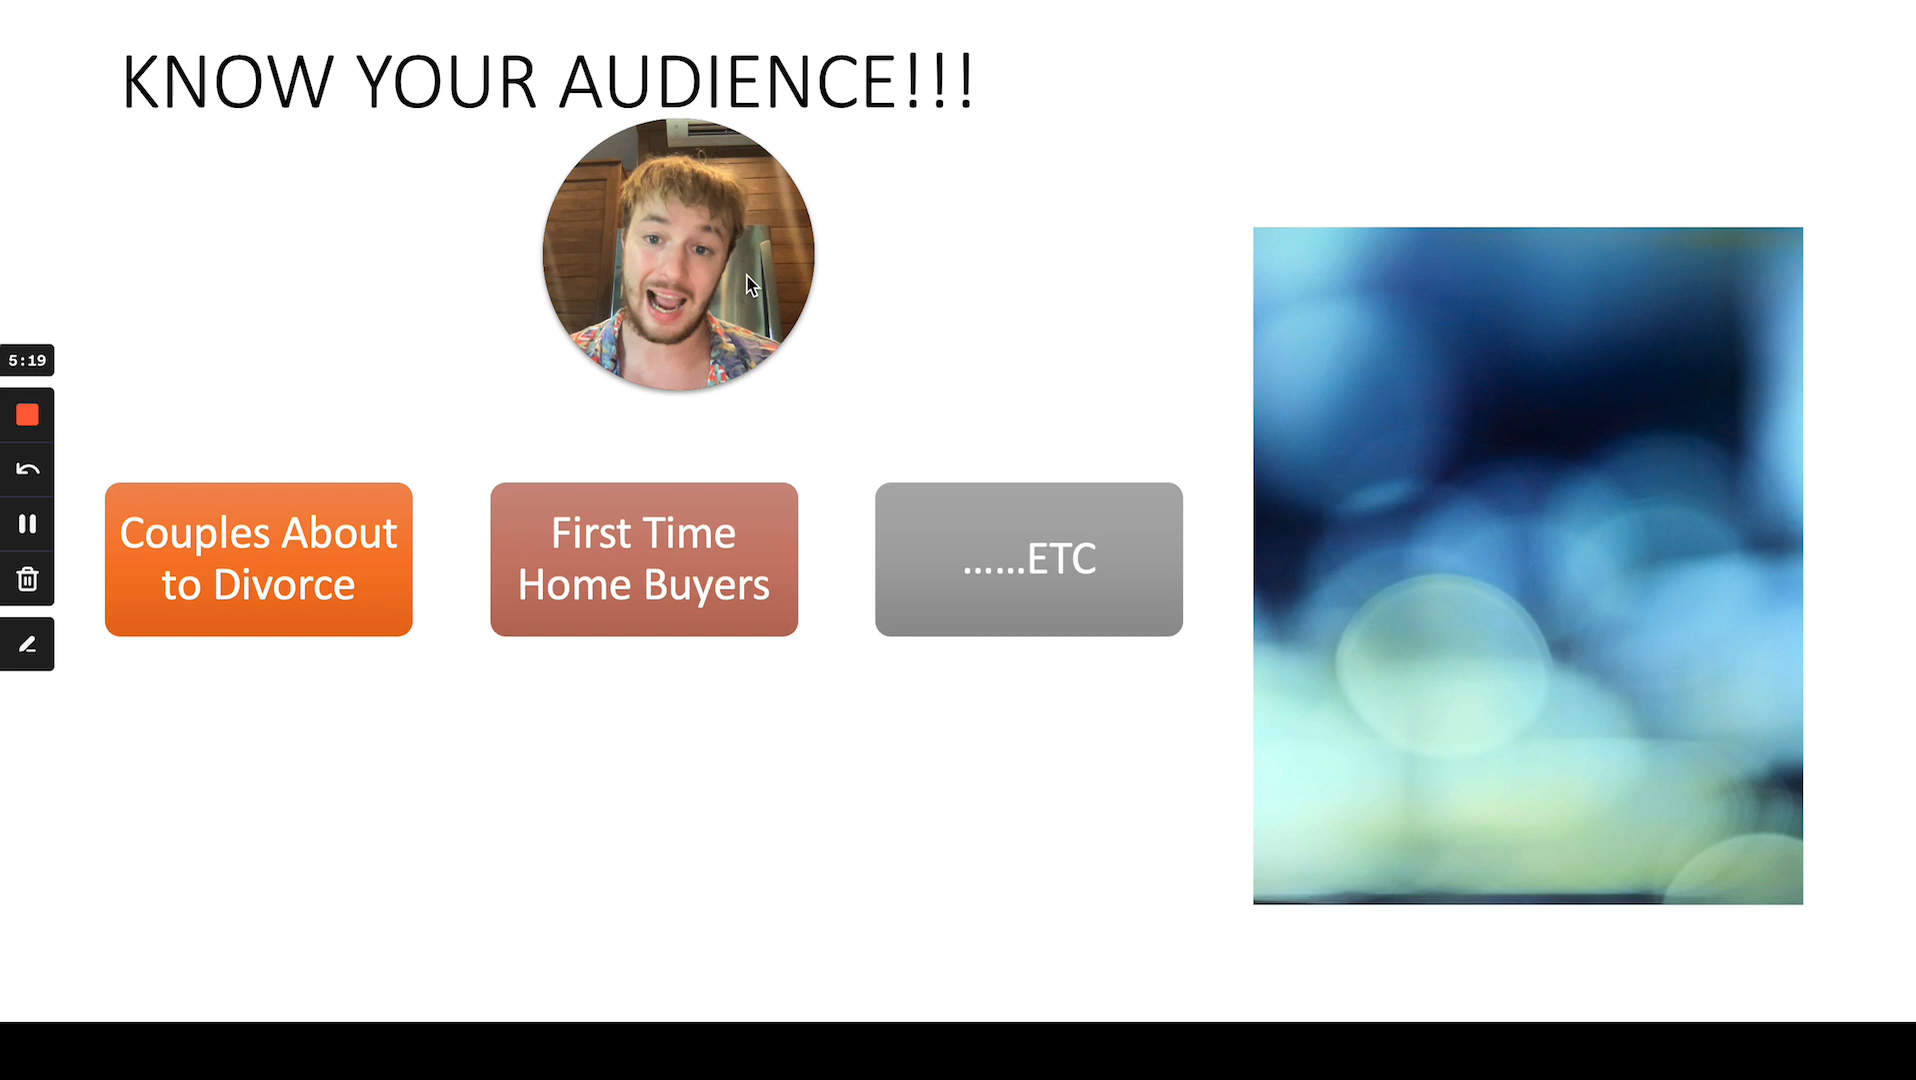 KNOW YOUR AUDIENCE!!!
5:19
Couples About
to Divorce
First Time
Home Buyers
......ETC